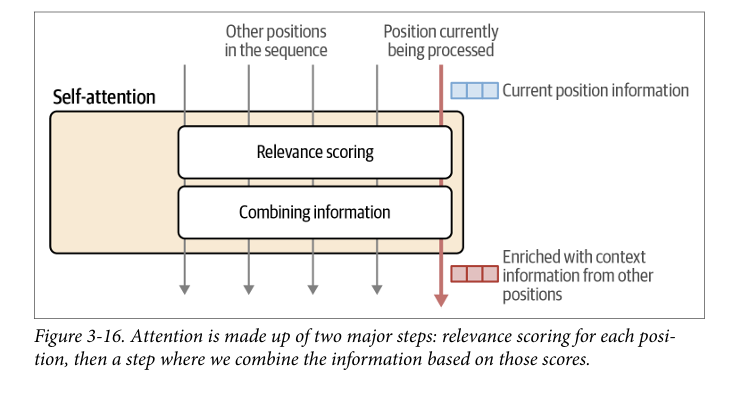 Other positions
in the sequence
Position currently
being processed
Current position information
Self-attention
Relevance scoring
Combining information
Enriched with context
information from other
positions
Figure 3-16. Attention is made up of two major steps: relevance scoring for each posi-
tion, then a step where we combine the information based on those scores.